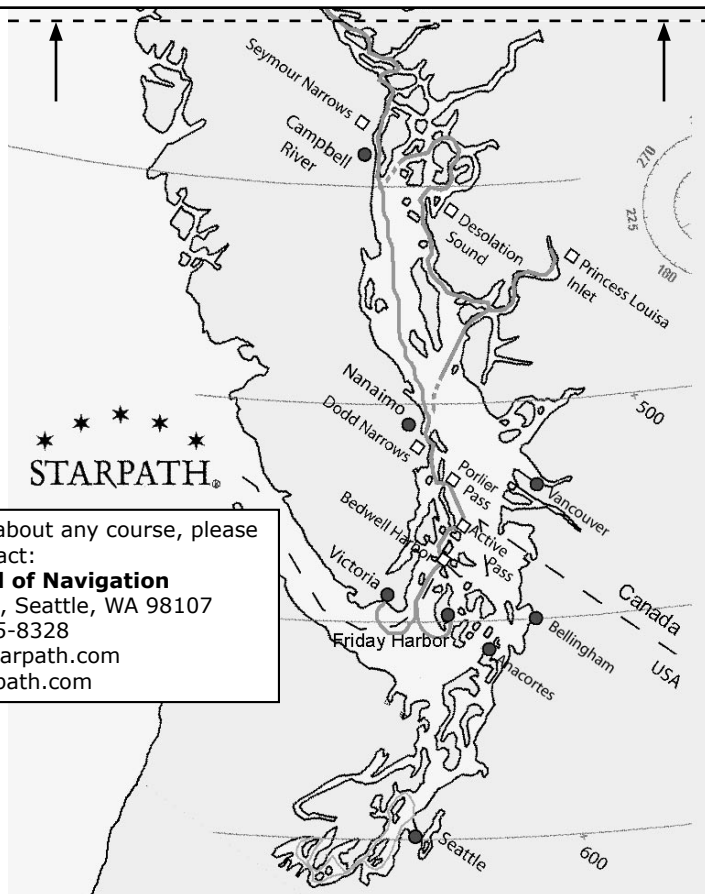 Seymour Narrows
Campbell
River
270
225
180
Desolation
Sound
Princess Louisa
Inlet
Nanaimo
500
Dodd Narrows
STARPATH®
Porlier
Pass
Vancouver
about any course, please
act:
Bedwell Harbor
Active
Pass
l of Navigation
Victoria
, Seattle, WA 98107
Canada
5-8328
Bellingham
Friday Harbor
arpath.com
USA
Anacortes
path.com
Seattle
600